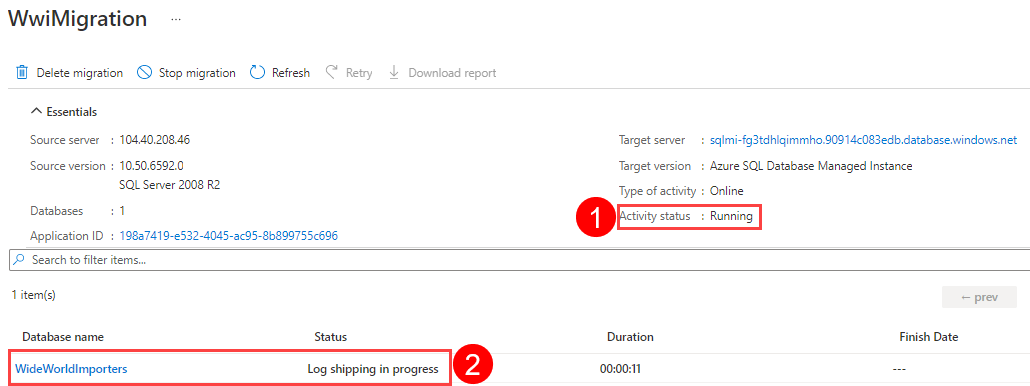 WwiMigration ...
Delete migration Stop migration Refresh Retry Download report
Essentials
Source server : 104.40.208.46 Target server : sqlmi-fg3tdhlqimmho.90914c083edb.database.windows.net
Source version : 10.50.6592.0 Target version : Azure SQL Database Managed Instance
SQL Server 2008 R2 Type of activity : Online
Databases : 1 1 Activity status : Running
Application ID : 198a7419-e532-4045-ac95-8b899755c696
Search to filter items...
1 item(s) ← prev
Database name Status Duration Finish Date
WideWorldImporters Log shipping in progress 2 00:00:11 ---